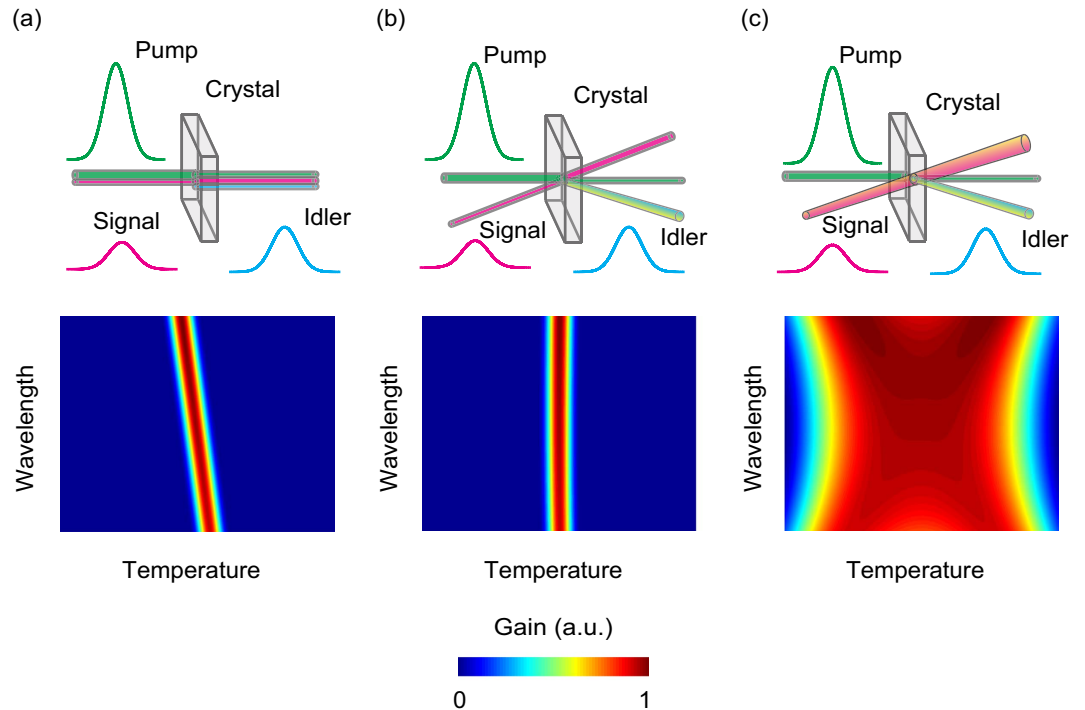 (a)
Pump
Crystal
Signal
Idler
Wavelength
Temperature
(b)
Pump
Crystal
Signal
Idler
Wavelength
Temperature
(c)
Pump
Crystal
Signal
Idler
Wavelength
Temperature
Gain (a.u.)
0
1